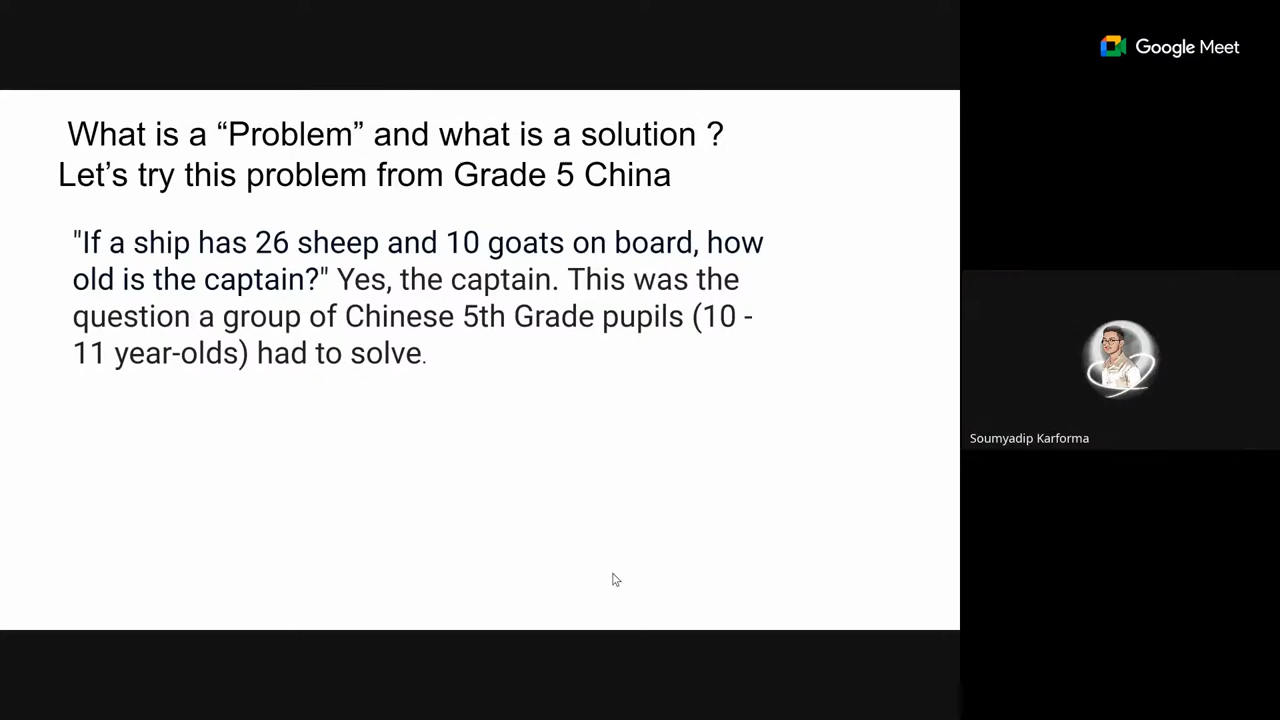 Google Meet
What is a “Problem” and what is a solution ?
Let’s try this problem from Grade 5 China
"If a ship has 26 sheep and 10 goats on board, how
old is the captain?" Yes, the captain. This was the
question a group of Chinese 5th Grade pupils (10 -
11 year-olds) had to solve.
Soumyadip Karforma